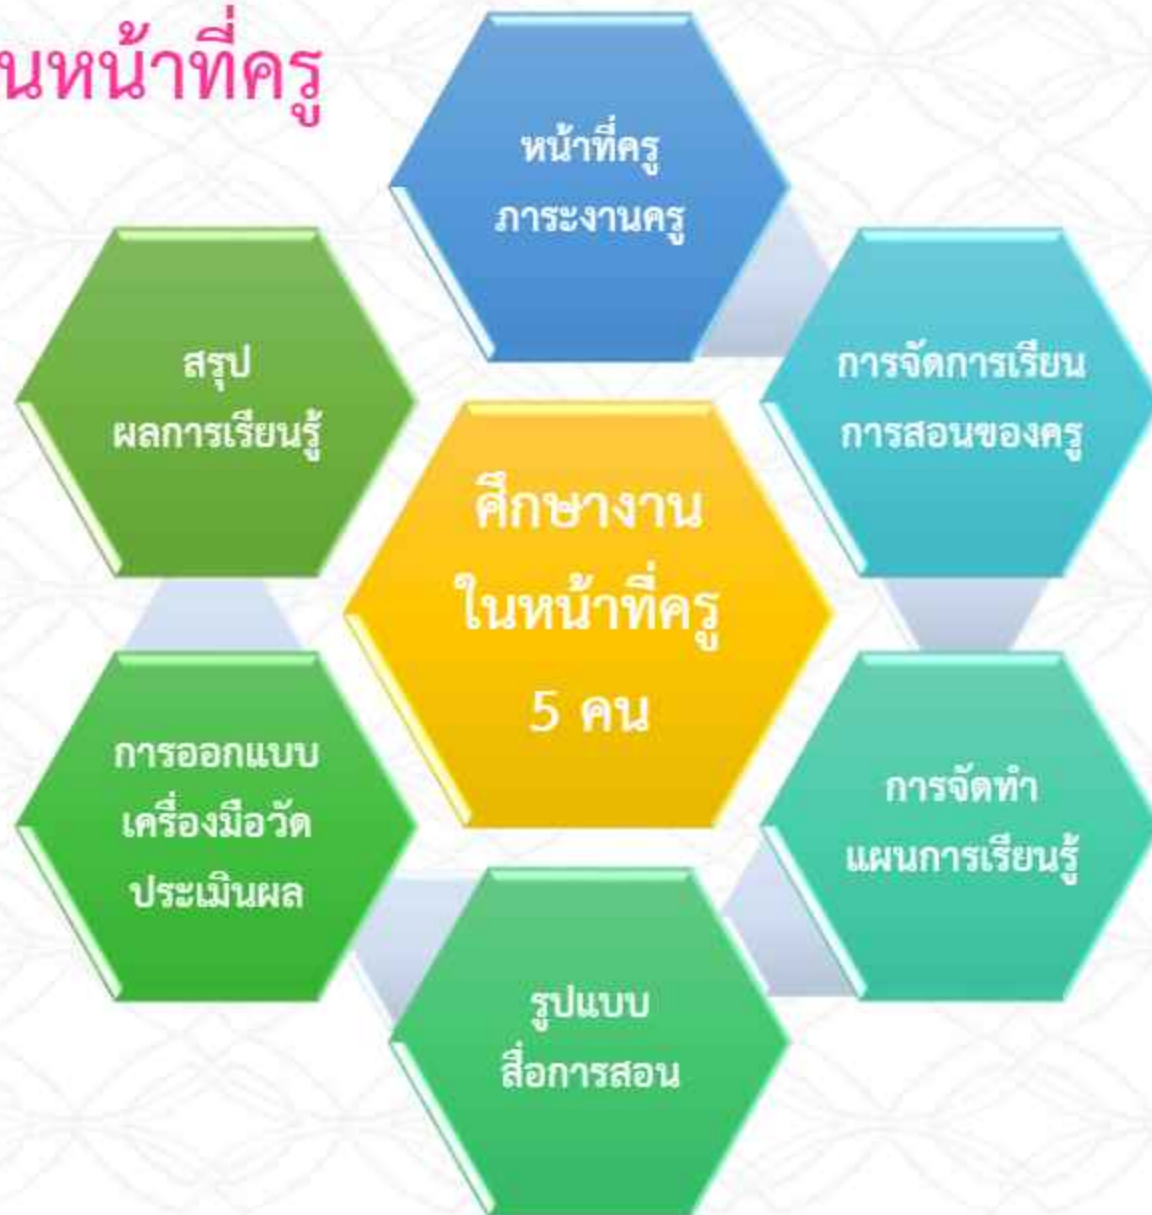 นหน้าที่ครู
หน้าที่ครู
ภาระงานครู
การจัดการเรียน
การสอนของครู
การจัดทำ
แผนการเรียนรู้
รูปแบบ
สื่อการสอน
การออกแบบ
เครื่องมือวัด
ประเมินผล
สรุป
ผลการเรียนรู้
ศึกษางาน
ในหน้าที่ครู
5 คน